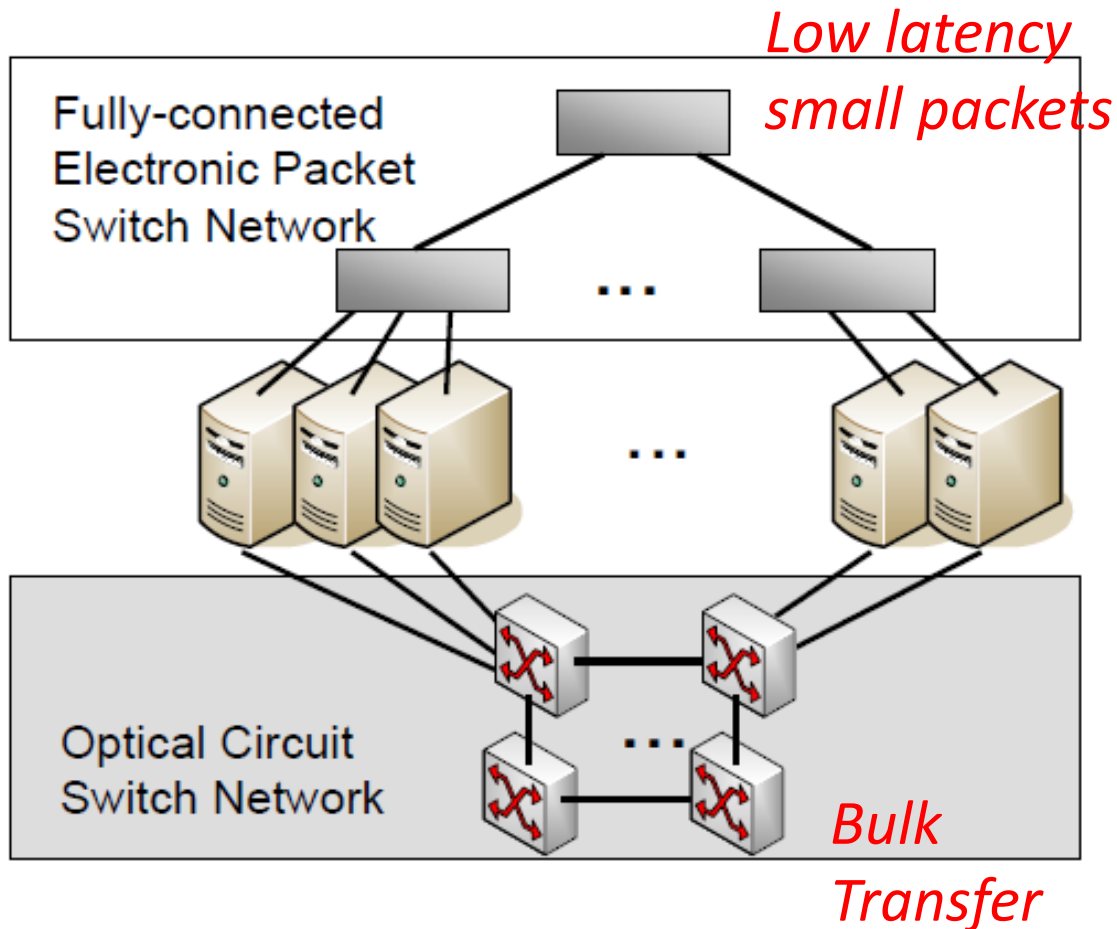 Low latency
small packets
Fully-connected
Electronic Packet
Switch Network
...
...
Optical Circuit
Switch Network
...
Bulk
Transfer